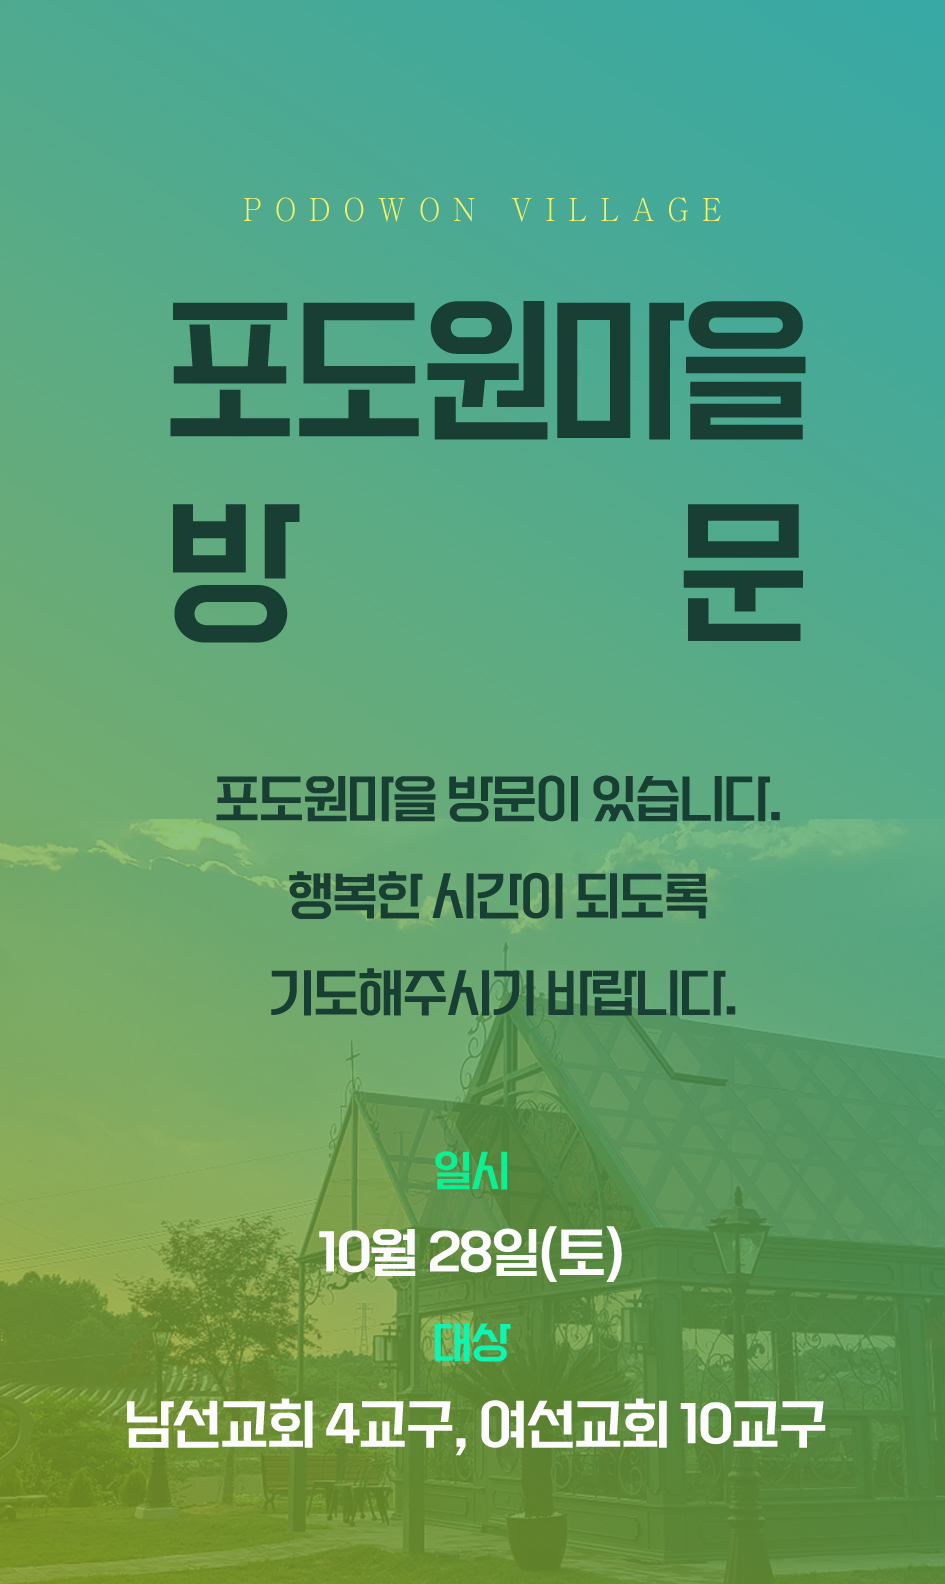 PODOWON VILLAGE
포도원마을
방 문
포도원마을 방문이 있습니다.
행복한 시간이 되도록
기도해주시기 바랍니다.
일시
10월 28일(토)
대상
남선교회 4교구, 여선교회 10교구